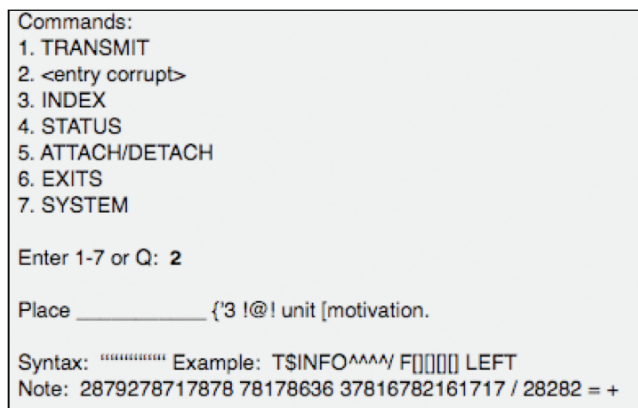 Commands:
1. TRANSMIT
2. <entry corrupt>
3. INDEX
4. STATUS
5. ATTACH/DETACH
6. EXITS
7. SYSTEM
Enter 1-7 or Q: 2
Place ____________ {'3 !@! unit [motivation.
Syntax: “““““““ Example: T$INFO^^^^/ F[][][][] LEFT
Note: 2879278717878 78178636 37816782161717 / 28282 = +